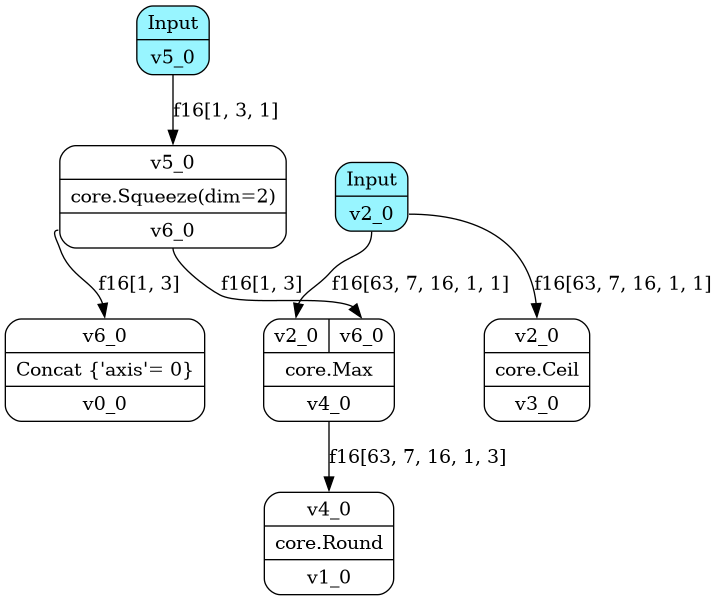 Input
v5_0
f16[1, 3, 1]
v5_0
core.Squeeze(dim=2)
v6_0
Input
v2_0
f16[1, 3]
f16[1, 3]
f16[63, 7, 16, 1, 1]
f16[63, 7, 16, 1, 1]
v6_0
Concat {'axis'= 0}
v0_0
v2_0 v6_0
core.Max
v4_0
v2_0
core.Ceil
v3_0
f16[63, 7, 16, 1, 3]
v4_0
core.Round
v1_0